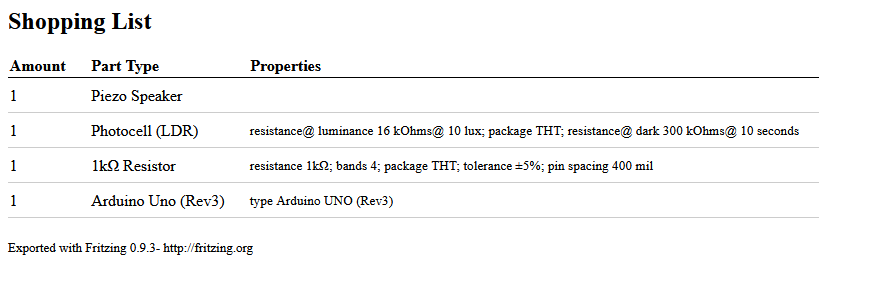 Shopping List
Amount Part Type Properties
1 Piezo Speaker
1 Photocell (LDR) resistance@ luminance 16 kOhms@ 10 lux; package THT; resistance@ dark 300 kOhms@ 10 seconds
1 1kΩ Resistor resistance 1kΩ; bands 4; package THT; tolerance ±5%; pin spacing 400 mil
1 Arduino Uno (Rev3) type Arduino UNO (Rev3)
Exported with Fritzing 0.9.3- http://fritzing.org